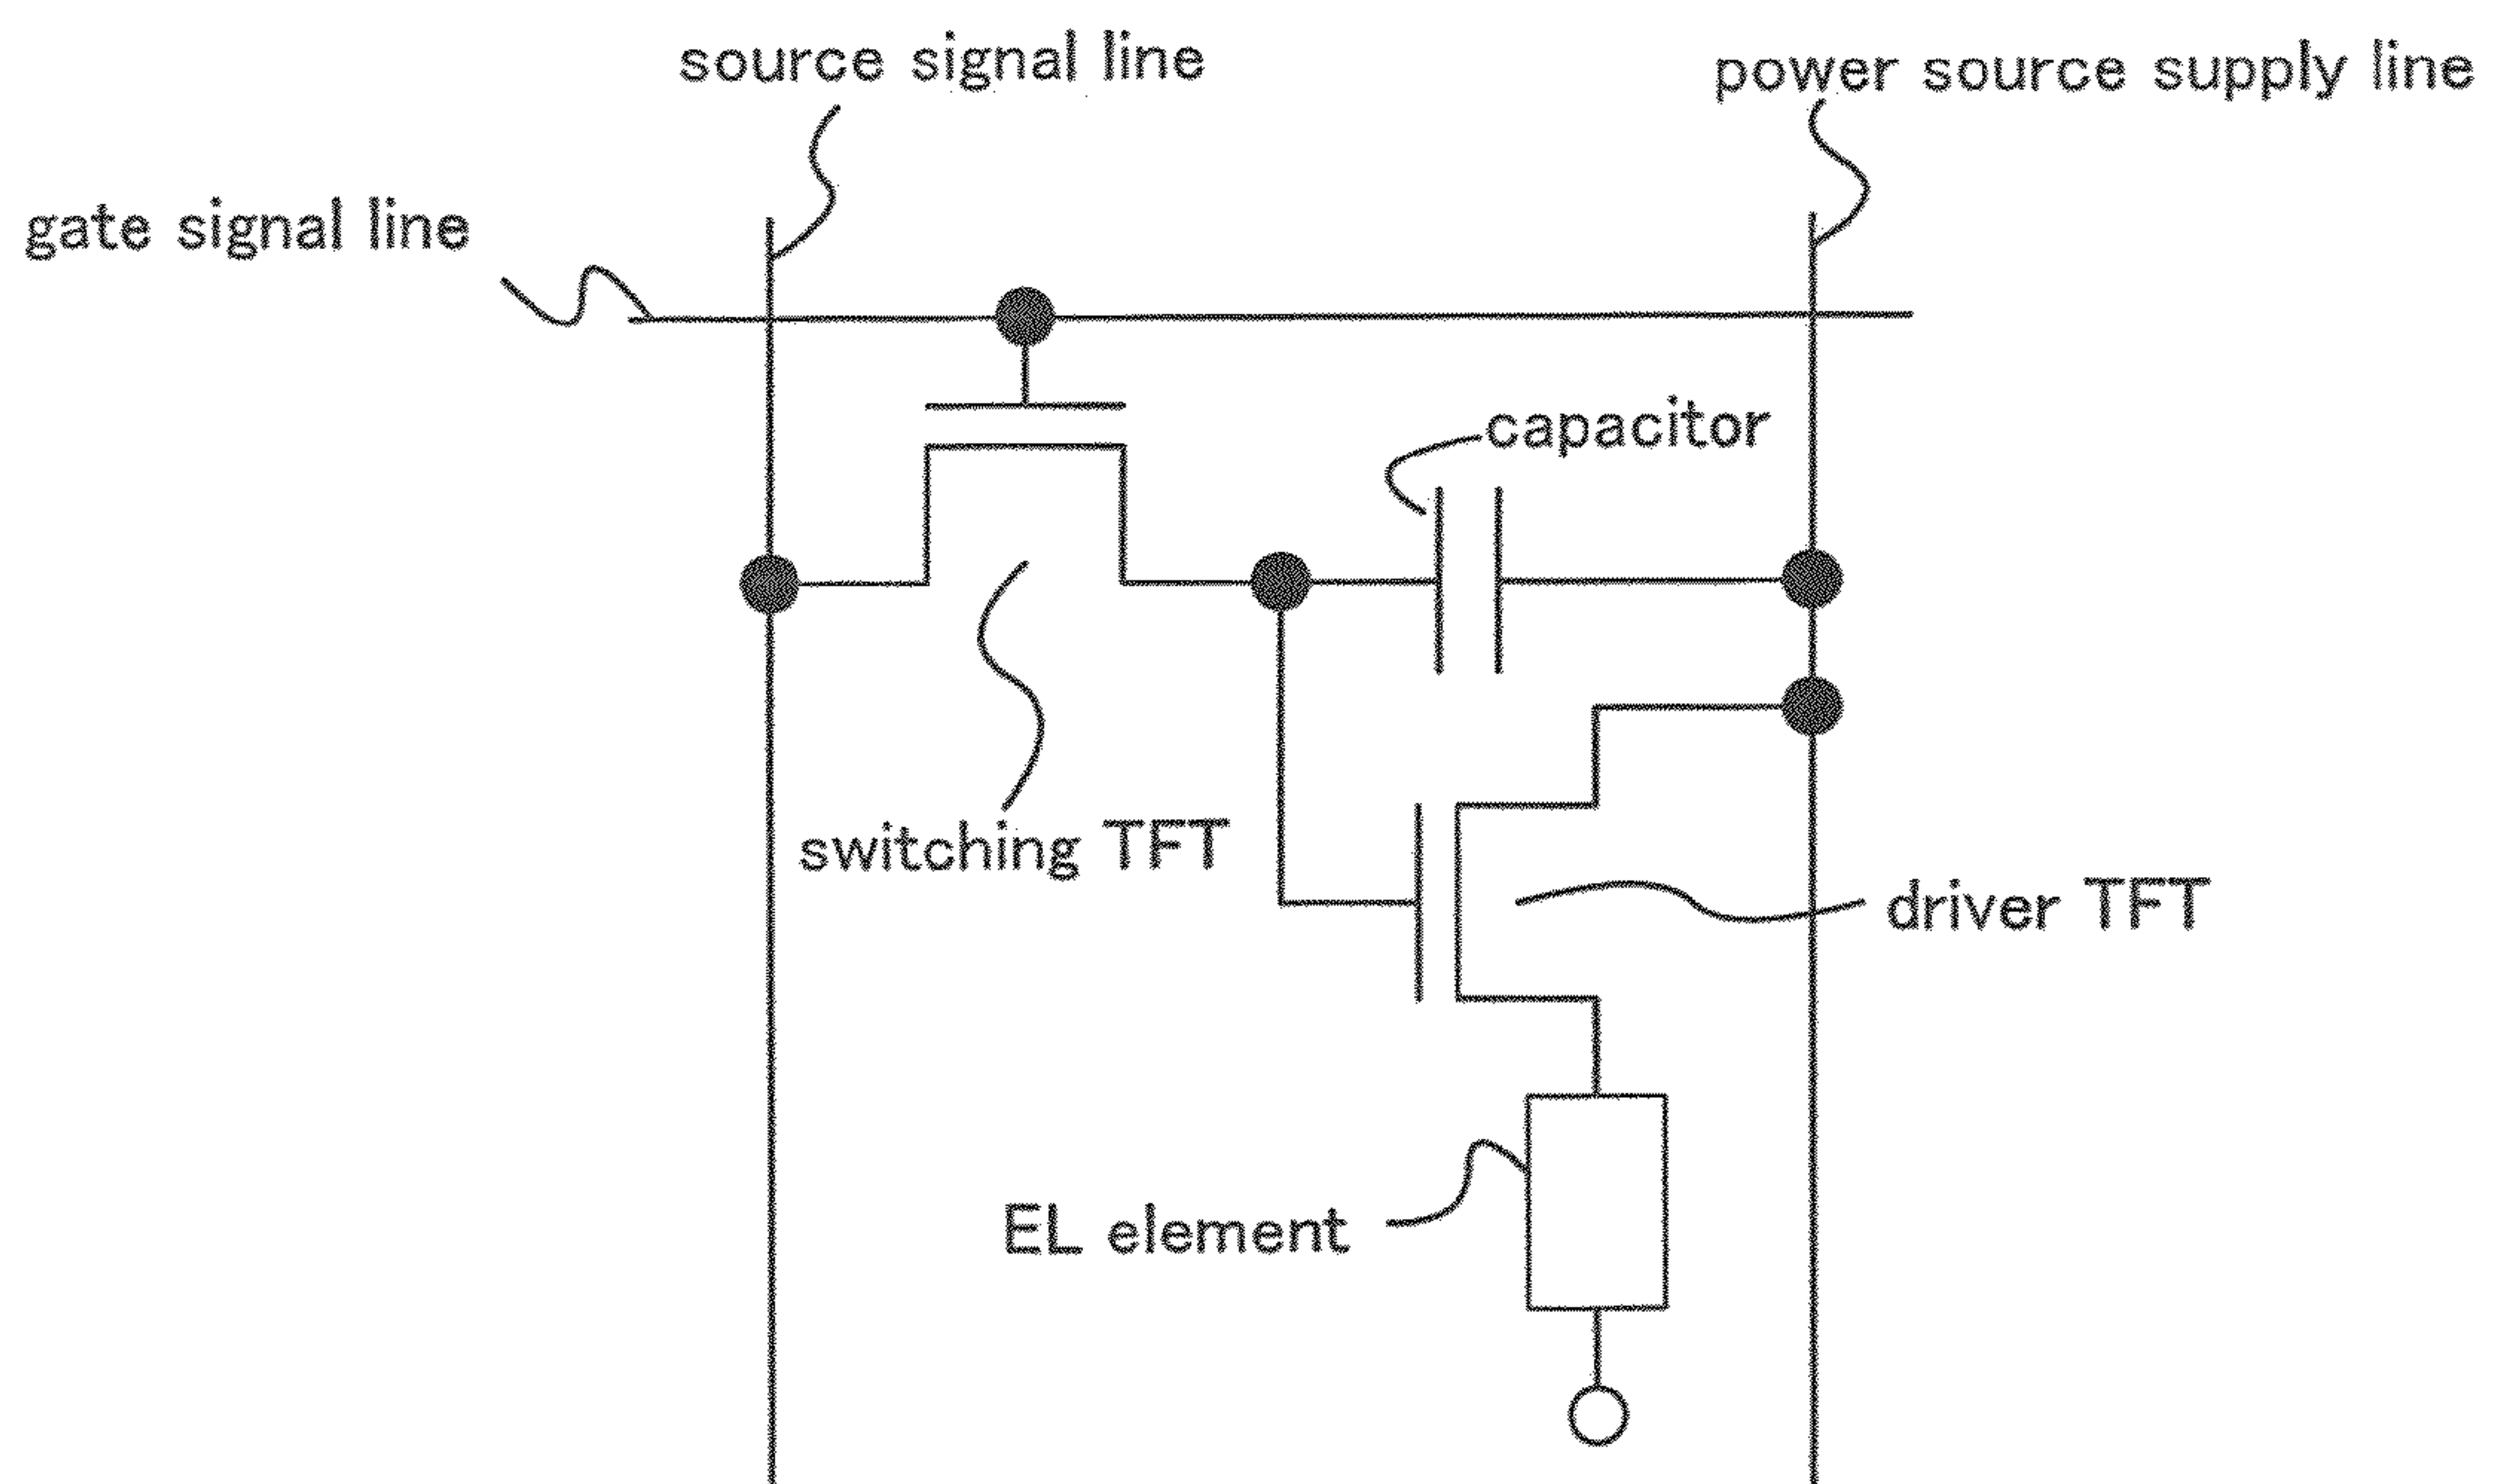 source signal line
power source supply line
gate signal line
capacitor
switching TFT
driver TFT
EL element